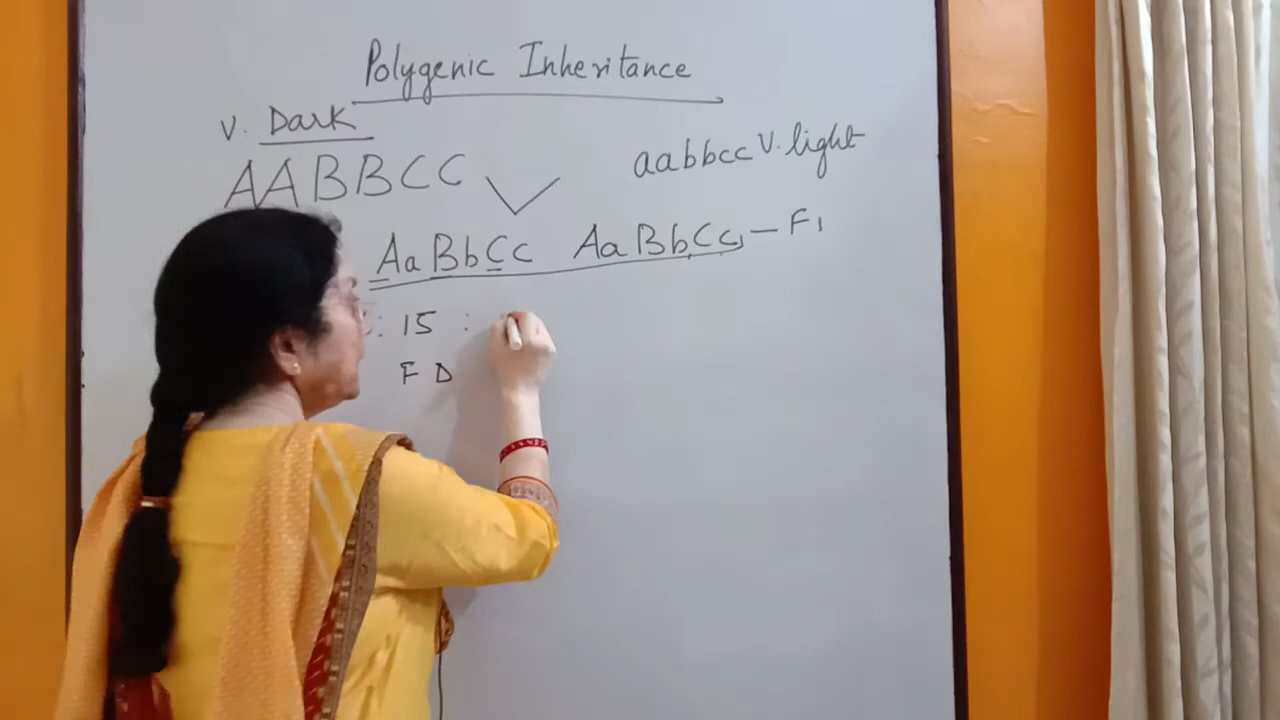 Polygenic Inheritance
V. Dark
AABBCC aabbcc V. light
AaBbCc AaBbCc – F1
: 15 :
F D